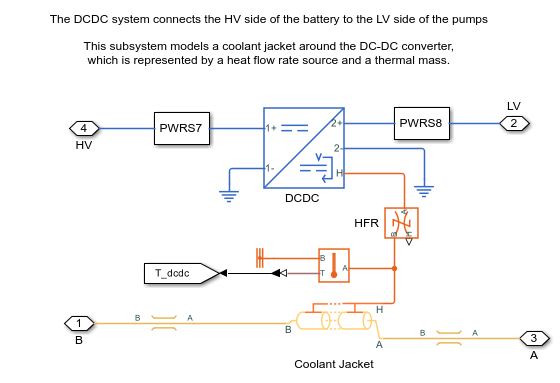 The DCDC system connects the HV side of the battery to the LV side of the pumps
This subsystem models a coolant jacket around the DC-DC converter,
which is represented by a heat flow rate source and a thermal mass.
LV
4 PWRS7 1+ 2+ PWRS8 2
HV
2-
V
1- H
DCDC
A
HFR
B H
B
T_dcdc T A
H
1 B A B
B
A B A 3
A
Coolant Jacket